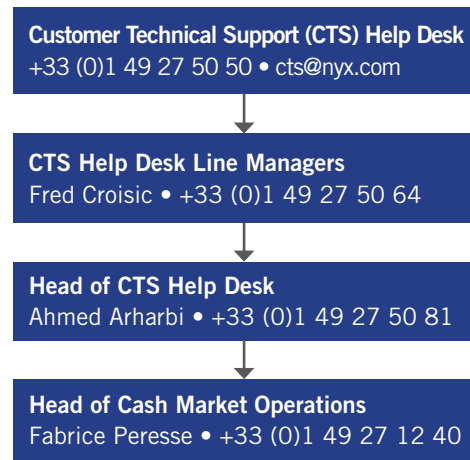 Customer Technical Support (CTS) Help Desk
+33 (0)1 49 27 50 50 • cts@nyx.com
CTS Help Desk Line Managers
Fred Croisic • +33 (0)1 49 27 50 64
Head of CTS Help Desk
Ahmed Arharbi • +33 (0)1 49 27 50 81
Head of Cash Market Operations
Fabrice Peresse • +33 (0)1 49 27 12 40